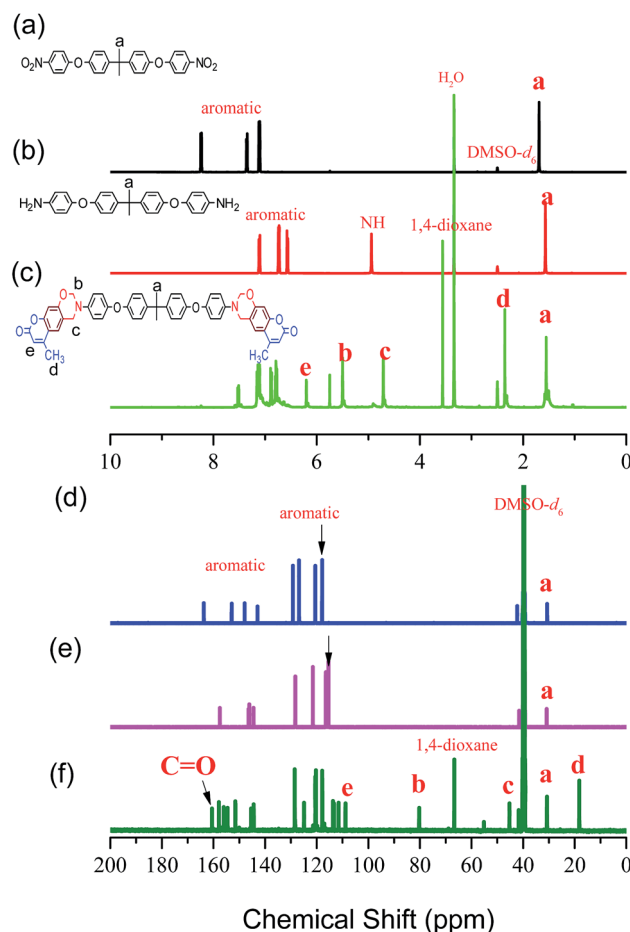 (a)
a
NO₂ O O NO₂
H₂O
aromatic a
(b) DMSO-d₆
a
H₂N O O NH₂
aromatic NH 1,4-dioxane a
(c)
b O a O
N O O N
O c O
O e O
CH₃ H₃C
d
e b c d a
10 8 6 4 2 0
(d) DMSO-d₆
aromatic
aromatic a
(e)
a
1,4-dioxane
C=O
(f) e b c a d
200 180 160 140 120 100 80 60 40 20 0
Chemical Shift (ppm)